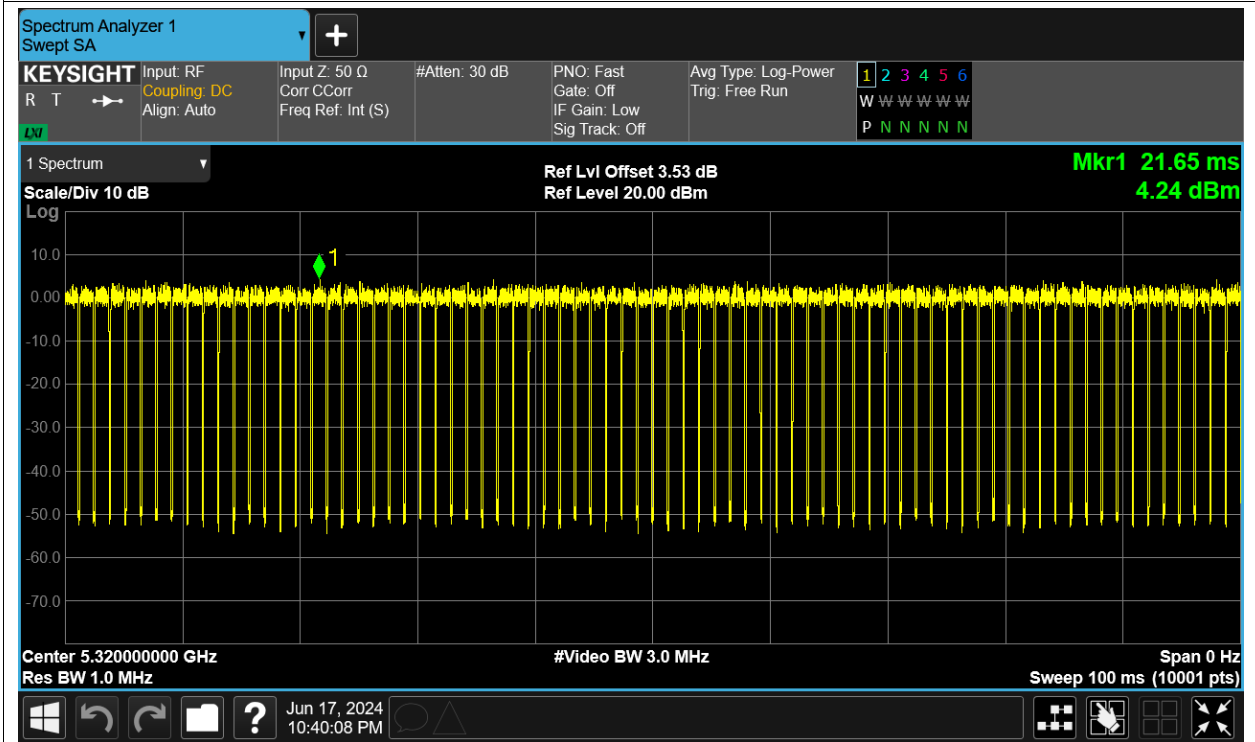 Spectrum Analyzer 1
Swept SA
+
KEYSIGHT
R T
LXI
Input: RF
Coupling: DC
Align: Auto
Input Z: 50 Ω
Corr CCorr
Freq Ref: Int (S)
#Atten: 30 dB
PNO: Fast
Gate: Off
IF Gain: Low
Sig Track: Off
Avg Type: Log-Power
Trig: Free Run
1 2 3 4 5 6
W W W W W W
P N N N N N
1 Spectrum
Scale/Div 10 dB
Log
Ref Lvl Offset 3.53 dB
Ref Level 20.00 dBm
Mkr1 21.65 ms
4.24 dBm
1
10.0
0.00
-10.0
-20.0
-30.0
-40.0
-50.0
-60.0
-70.0
Center 5.320000000 GHz
Res BW 1.0 MHz
#Video BW 3.0 MHz
Span 0 Hz
Sweep 100 ms (10001 pts)
?
Jun 17, 2024
10:40:08 PM